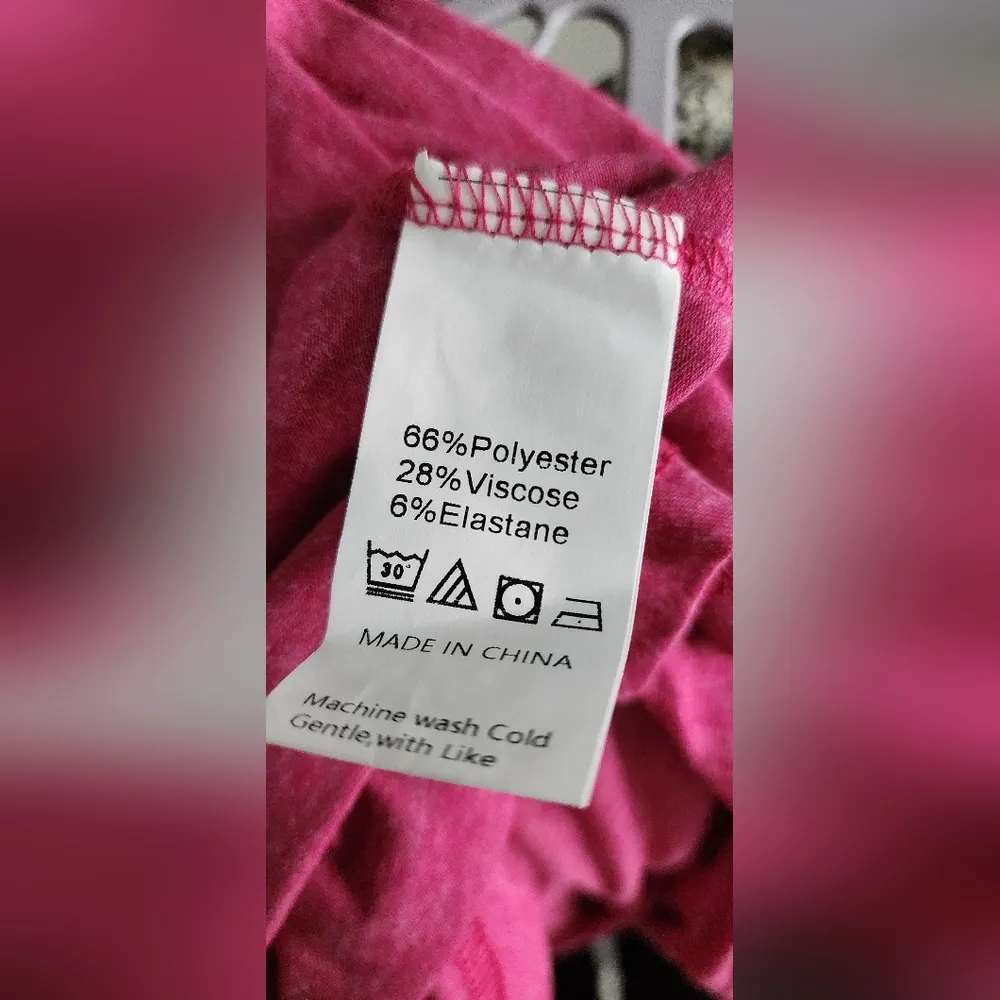 66%Polyester
28%Viscose
6%Elastane
30°
MADE IN CHINA
Machine wash Cold
Gentle,with Like